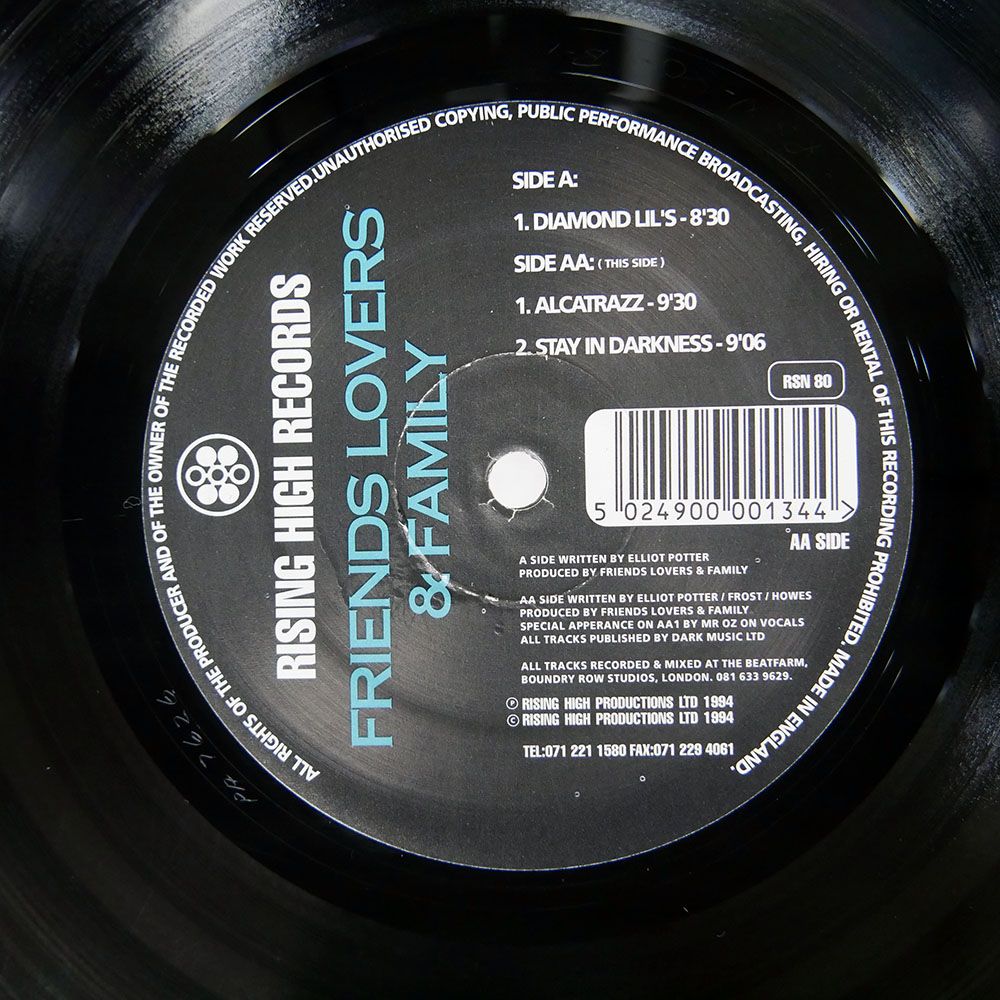 ALL RIGHTS OF THE PRODUCER AND OF THE OWNER OF THE RECORDED WORK RESERVED.UNAUTHORISED COPYING, PUBLIC PERFORMANCE BROADCASTING, HIRING OR RENTAL OF THIS RECORDING PROHIBITED. MADE IN ENGLAND.
RISING HIGH RECORDS
FRIENDS LOVERS
& FAMILY
SIDE A:
1. DIAMOND LIL'S - 8'30
SIDE AA: ( THIS SIDE )
1. ALCATRAZZ - 9'30
2. STAY IN DARKNESS - 9'06
RSN 80
5 024900 001344 >
AA SIDE
A SIDE WRITTEN BY ELLIOT POTTER
PRODUCED BY FRIENDS LOVERS & FAMILY
AA SIDE WRITTEN BY ELLIOT POTTER / FROST / HOWES
PRODUCED BY FRIENDS LOVERS & FAMILY
SPECIAL APPERANCE ON AA1 BY MR OZ ON VOCALS
ALL TRACKS PUBLISHED BY DARK MUSIC LTD
ALL TRACKS RECORDED & MIXED AT THE BEATFARM,
BOUNDRY ROW STUDIOS, LONDON. 081 633 9629.
Ⓟ RISING HIGH PRODUCTIONS LTD 1994
© RISING HIGH PRODUCTIONS LTD 1994
TEL:071 221 1580 FAX:071 229 4061